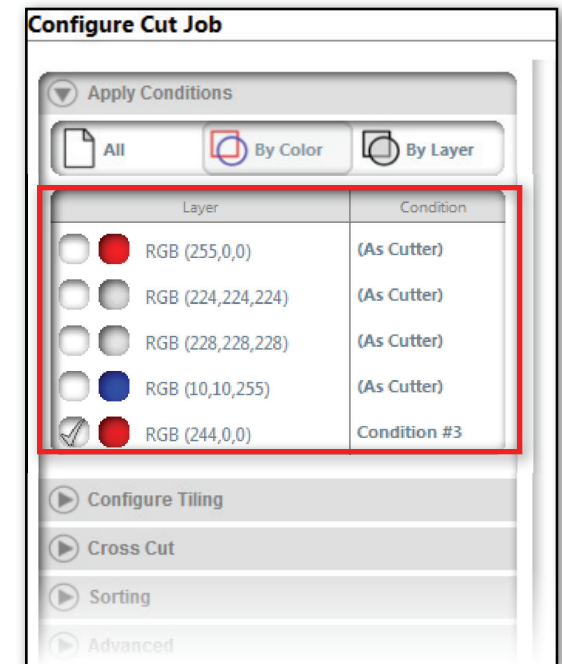 Configure Cut Job
Apply Conditions
All By Color By Layer
Layer Condition
RGB (255,0,0) (As Cutter)
RGB (224,224,224) (As Cutter)
RGB (228,228,228) (As Cutter)
RGB (10,10,255) (As Cutter)
RGB (244,0,0) Condition #3
Configure Tiling
Cross Cut
Sorting
Advanced